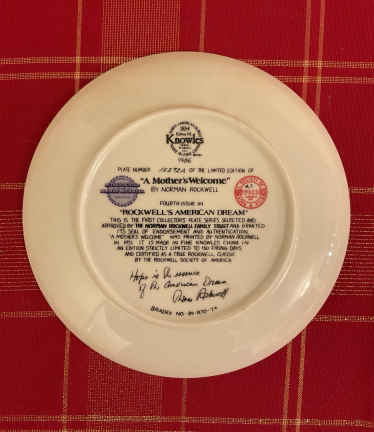 Knowles
1986
PLATE NUMBER OF THE LIMITED EDITION OF
"A Mother's Welcome"
BY NORMAN ROCKWELL
FOURTH ISSUE IN
"ROCKWELL'S AMERICAN DREAM"
THIS IS THE FIRST COLLECTOR'S PLATE SERIES SELECTED AND
APPROVED BY THE NORMAN ROCKWELL FAMILY TRUST AND GRANTED
ITS SEAL OF ENDORSEMENT AND AUTHENTICATION.
"A MOTHER'S WELCOME" WAS PAINTED BY NORMAN ROCKWELL
IN IT IS MADE IN FINE KNOWLES CHINA IN
AN EDITION STRICTLY LIMITED TO 150 FIRING DAYS
AND CERTIFIED AS A TRUE ROCKWELL CLASSIC
BY THE ROCKWELL SOCIETY OF AMERICA
Hope is the essence
of the American Dream
Rockwell
BRADEX NO.